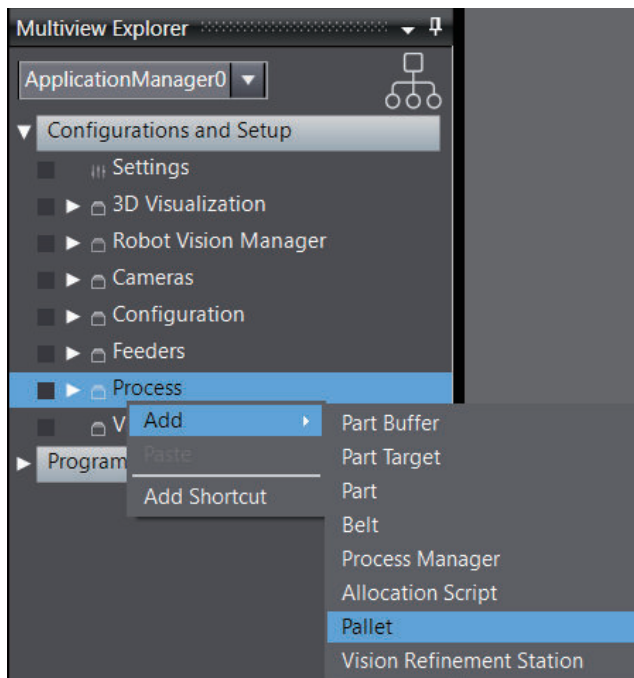 Multiview Explorer
ApplicationManager0
Configurations and Setup
Settings
3D Visualization
Robot Vision Manager
Cameras
Configuration
Feeders
Process
V
Program
Add
Paste
Add Shortcut
Part Buffer
Part Target
Part
Belt
Process Manager
Allocation Script
Pallet
Vision Refinement Station